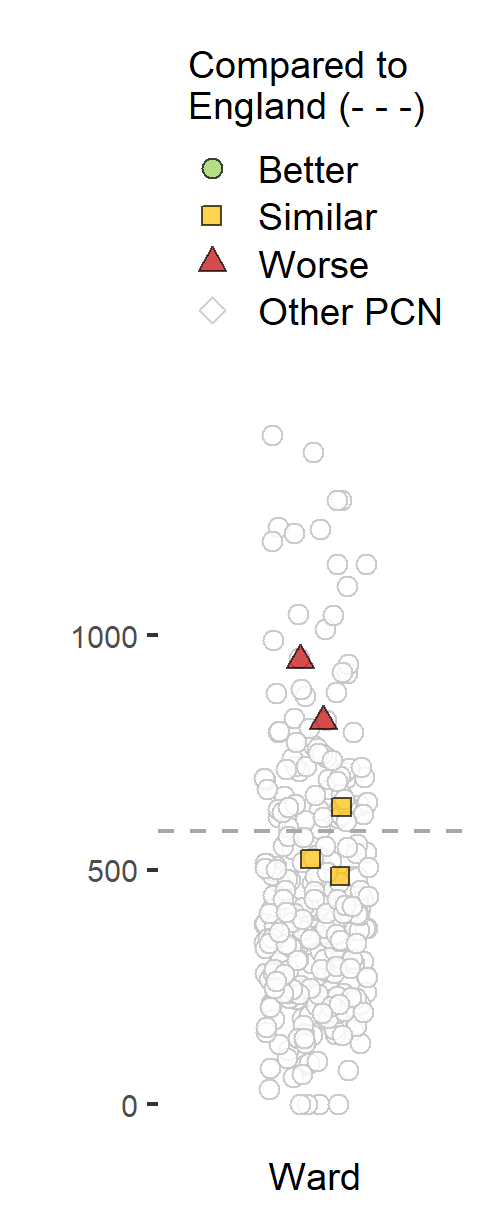 Compared to
England (- - -)
Better
Similar
Worse
Other PCN
1000
500
0
Ward